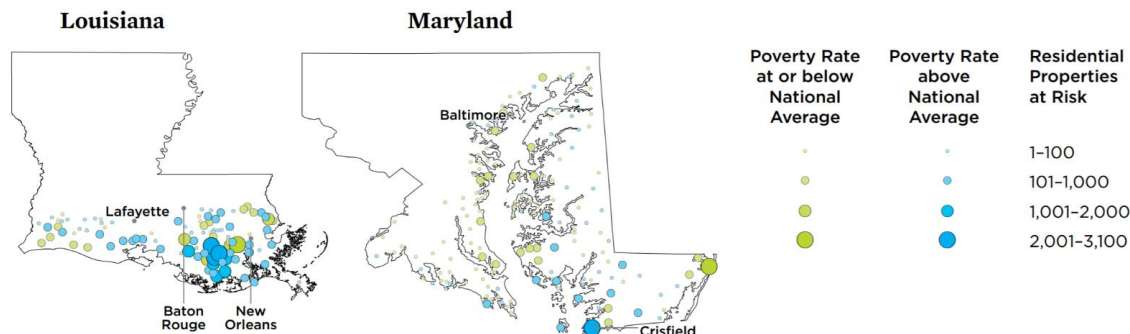 Louisiana
Maryland
Lafayette
Baton
Rouge
New
Orleans
Baltimore
Crisfield
Poverty Rate
at or below
National
Average
Poverty Rate
above
National
Average
Residential
Properties
at Risk
1–100
101–1,000
1,001–2,000
2,001–3,100